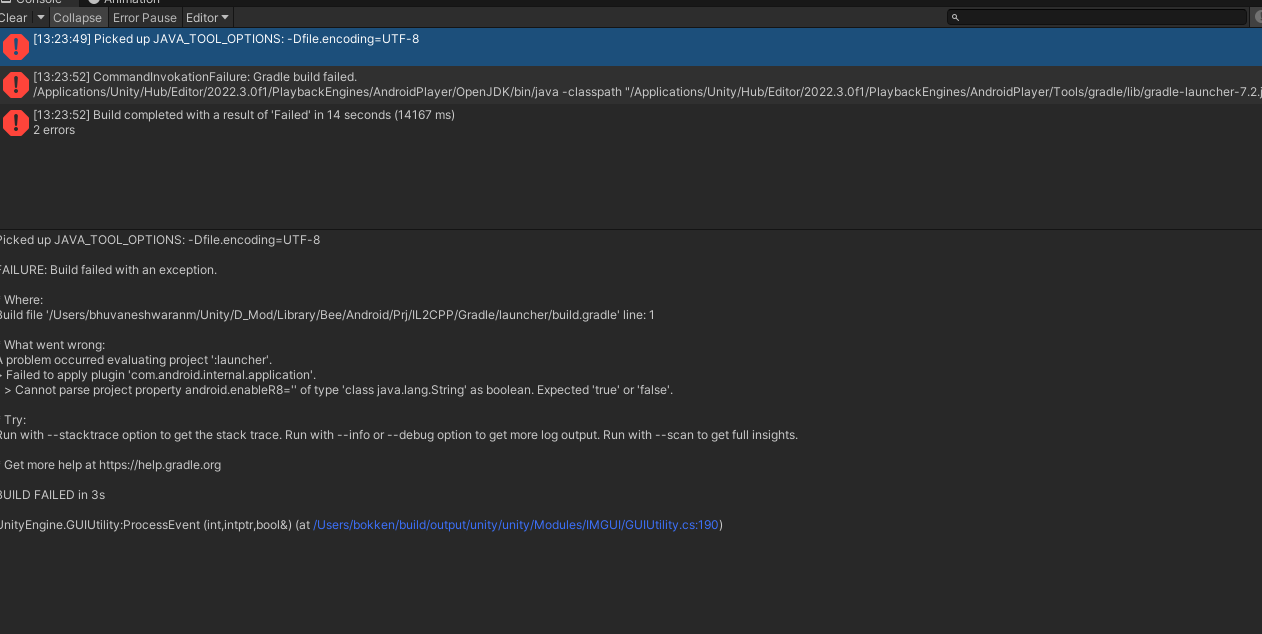 Console Animation
Clear Collapse Error Pause Editor
[13:23:49] Picked up JAVA_TOOL_OPTIONS: -Dfile.encoding=UTF-8
[13:23:52] CommandInvokationFailure: Gradle build failed.
/Applications/Unity/Hub/Editor/2022.3.0f1/PlaybackEngines/AndroidPlayer/OpenJDK/bin/java -classpath "/Applications/Unity/Hub/Editor/2022.3.0f1/PlaybackEngines/AndroidPlayer/Tools/gradle/lib/gradle-launcher-7.2.j
[13:23:52] Build completed with a result of 'Failed' in 14 seconds (14167 ms)
2 errors
Picked up JAVA_TOOL_OPTIONS: -Dfile.encoding=UTF-8
FAILURE: Build failed with an exception.
Where:
Build file '/Users/bhuvaneshwaranm/Unity/D_Mod/Library/Bee/Android/Prj/IL2CPP/Gradle/launcher/build.gradle' line: 1
What went wrong:
A problem occurred evaluating project ':launcher'.
> Failed to apply plugin 'com.android.internal.application'.
> Cannot parse project property android.enableR8='' of type 'class java.lang.String' as boolean. Expected 'true' or 'false'.
Try:
Run with --stacktrace option to get the stack trace. Run with --info or --debug option to get more log output. Run with --scan to get full insights.
Get more help at https://help.gradle.org
BUILD FAILED in 3s
UnityEngine.GUIUtility:ProcessEvent (int,intptr,bool&) (at /Users/bokken/build/output/unity/unity/Modules/IMGUI/GUIUtility.cs:190)